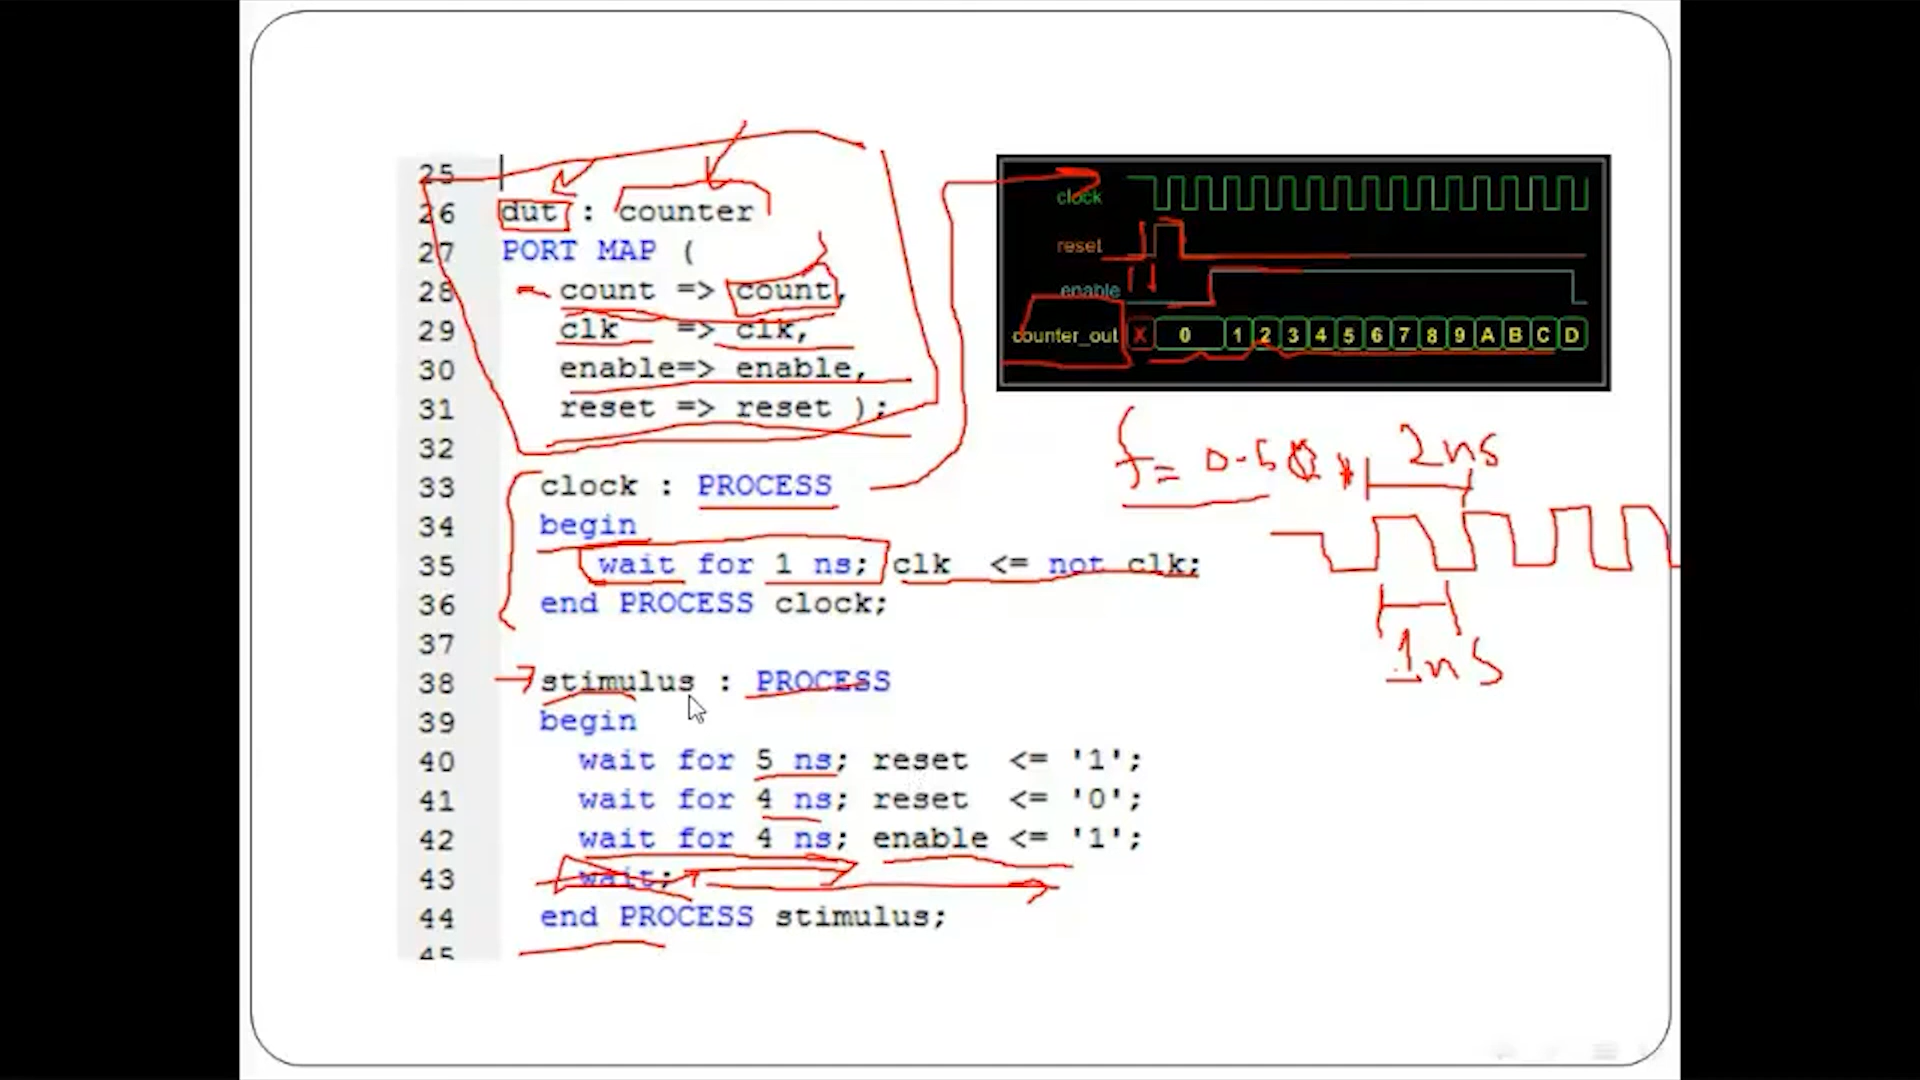 25
26 dut : counter
27 PORT MAP (
28 count => count,
29 clk => clk,
30 enable=> enable,
31 reset => reset );
32
33 clock : PROCESS
34 begin
35 wait for 1 ns; clk <= not clk;
36 end PROCESS clock;
37
38 stimulus : PROCESS
39 begin
40 wait for 5 ns; reset <= '1';
41 wait for 4 ns; reset <= '0';
42 wait for 4 ns; enable <= '1';
43 wait;
44 end PROCESS stimulus;
45
clock
reset
enable
counter_out X 0 1 2 3 4 5 6 7 8 9 A B C D
f=
2ns
1ns